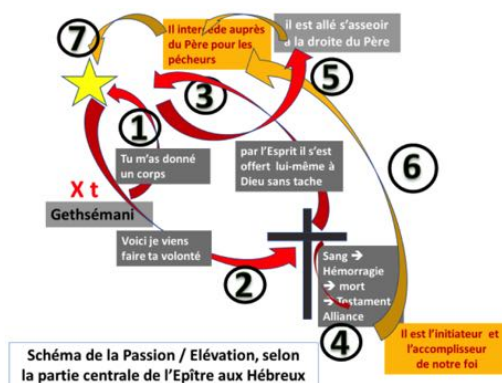 7
Il intercède auprès
du Père pour les
pécheurs
il est allé s'asseoir
à la droite du Père
5
3
1
Tu m'as donné
un corps
par l'Esprit il s'est
offert lui-même à
Dieu sans tache
6
X t
Gethsémani
Voici je viens
faire ta volonté
2
Sang →
Hémorragie
→ mort
→ Testament
Alliance
4
Il est l'initiateur et
l'accomplisseur
de notre foi
Schéma de la Passion / Elévation, selon
la partie centrale de l'Epître aux Hébreux